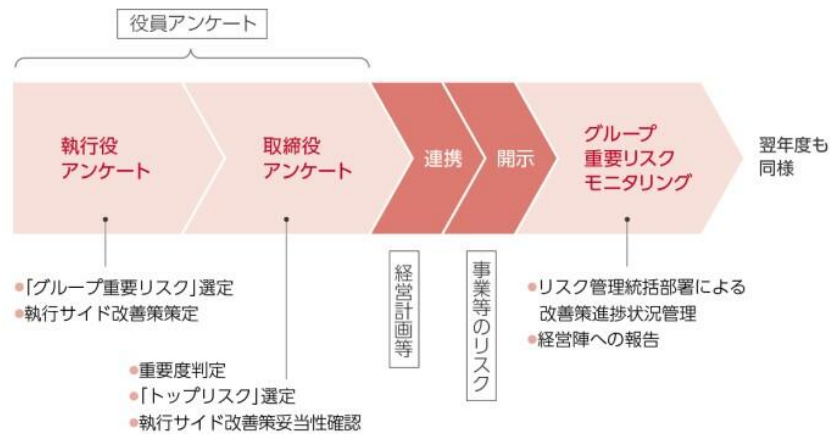 役員アンケート
執行役
アンケート
取締役
アンケート
連携
開示
グループ
重要リスク
モニタリング
翌年度も
同様
●「グループ重要リスク」選定
●執行サイド改善策策定
●重要度判定
●「トップリスク」選定
●執行サイド改善策妥当性確認
経営計画等
事業等のリスク
●リスク管理統括部署による
改善策進捗状況管理
●経営陣への報告